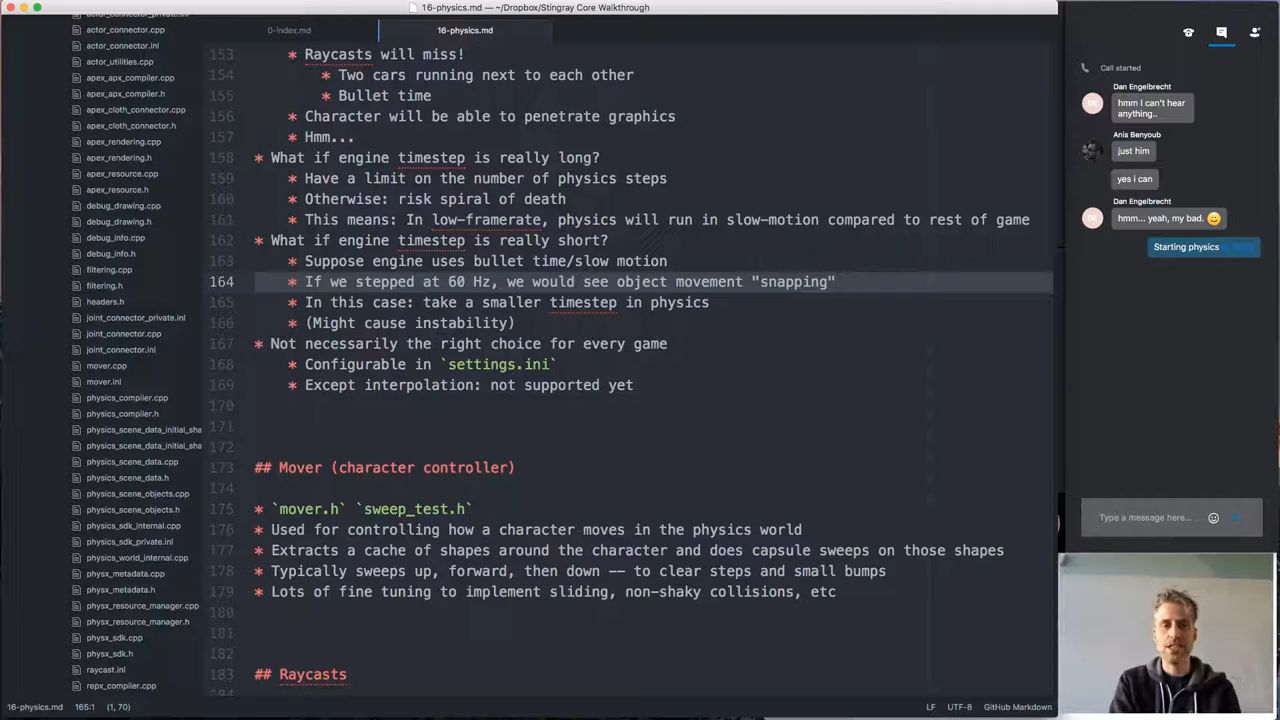 16-physics.md — ~/Dropbox/Stingray Core Walkthrough
0-index.md
16-physics.md
actor_connector.cpp
actor_connector.inl
actor_utilities.cpp
apex_apx_compiler.cpp
apex_apx_compiler.h
apex_cloth_connector.cpp
apex_cloth_connector.h
apex_rendering.cpp
apex_rendering.h
apex_resource.cpp
apex_resource.h
debug_drawing.cpp
debug_drawing.h
debug_info.cpp
debug_info.h
filtering.cpp
filtering.h
headers.h
joint_connector_private.inl
joint_connector.cpp
joint_connector.inl
mover.cpp
mover.inl
physics_compiler.cpp
physics_compiler.h
physics_scene_data_initial_sha
physics_scene_data_initial_sha
physics_scene_data.cpp
physics_scene_data.h
physics_scene_objects.cpp
physics_scene_objects.h
physics_sdk_internal.cpp
physics_sdk_private.inl
physics_world_internal.cpp
physx_metadata.cpp
physx_metadata.h
physx_resource_manager.cpp
physx_resource_manager.h
physx_sdk.cpp
physx_sdk.h
raycast.inl
repx_compiler.cpp
153 * Raycasts will miss!
154 * Two cars running next to each other
155 * Bullet time
156 * Character will be able to penetrate graphics
157 * Hmm...
158 * What if engine timestep is really long?
159 * Have a limit on the number of physics steps
160 * Otherwise: risk spiral of death
161 * This means: In low-framerate, physics will run in slow-motion compared to rest of game
162 * What if engine timestep is really short?
163 * Suppose engine uses bullet time/slow motion
164 * If we stepped at 60 Hz, we would see object movement "snapping"
165 * In this case: take a smaller timestep in physics
166 * (Might cause instability)
167 * Not necessarily the right choice for every game
168 * Configurable in `settings.ini`
169 * Except interpolation: not supported yet
170
171
172
173 ## Mover (character controller)
174
175 * `mover.h` `sweep_test.h`
176 * Used for controlling how a character moves in the physics world
177 * Extracts a cache of shapes around the character and does capsule sweeps on those shapes
178 * Typically sweeps up, forward, then down -- to clear steps and small bumps
179 * Lots of fine tuning to implement sliding, non-shaky collisions, etc
180
181
182
183 ## Raycasts
16-physics.md 165:1 (1, 70)
LF UTF-8 GitHub Markdown
Call started
Dan Engelbrecht
DE
hmm I can't hear
anything..
Anis Benyoub
just him
yes i can
Dan Engelbrecht
DE
hmm... yeah, my bad.
Starting physics
Type a message here...